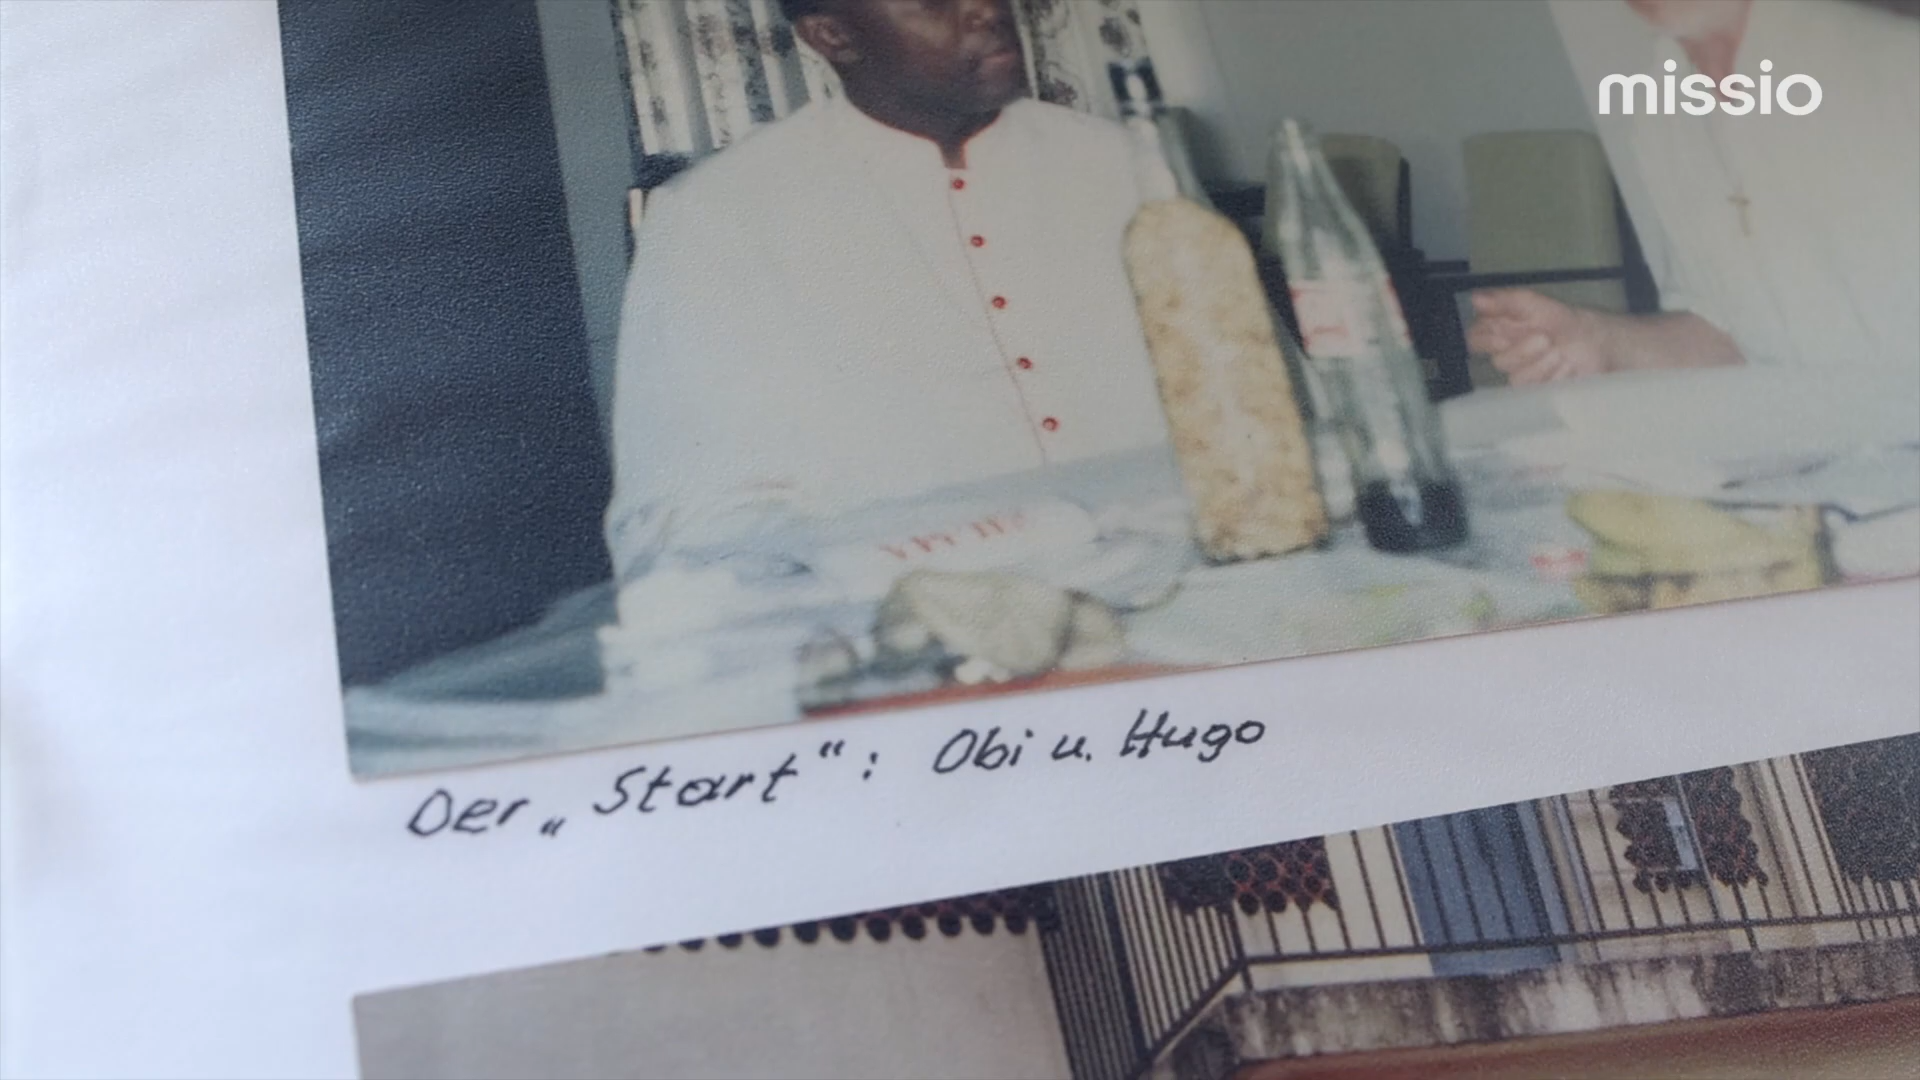 missio
Der „Start“: Obi u. Hugo